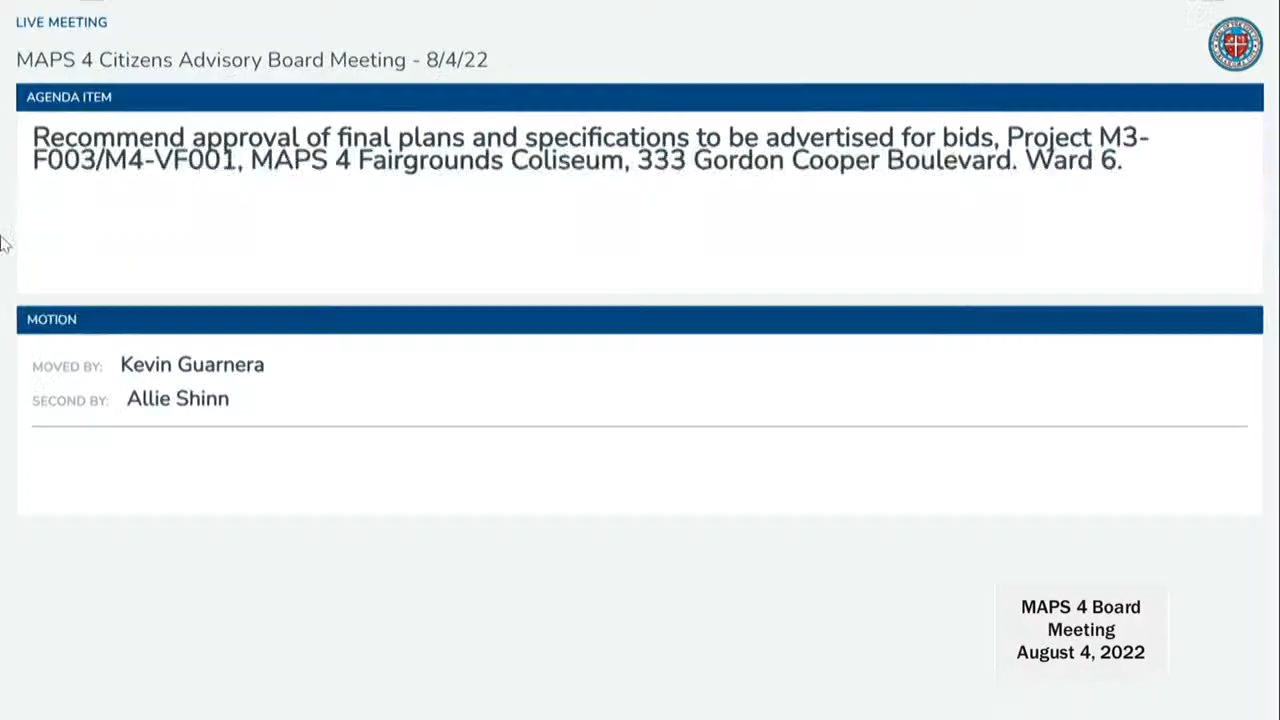 LIVE MEETING
MAPS 4 Citizens Advisory Board Meeting - 8/4/22
AGENDA ITEM
Recommend approval of final plans and specifications to be advertised for bids, Project M3-
F003/M4-VF001, MAPS 4 Fairgrounds Coliseum, 333 Gordon Cooper Boulevard. Ward 6.
MOTION
MOVED BY: Kevin Guarnera
SECOND BY: Allie Shinn
MAPS 4 Board
Meeting
August 4, 2022